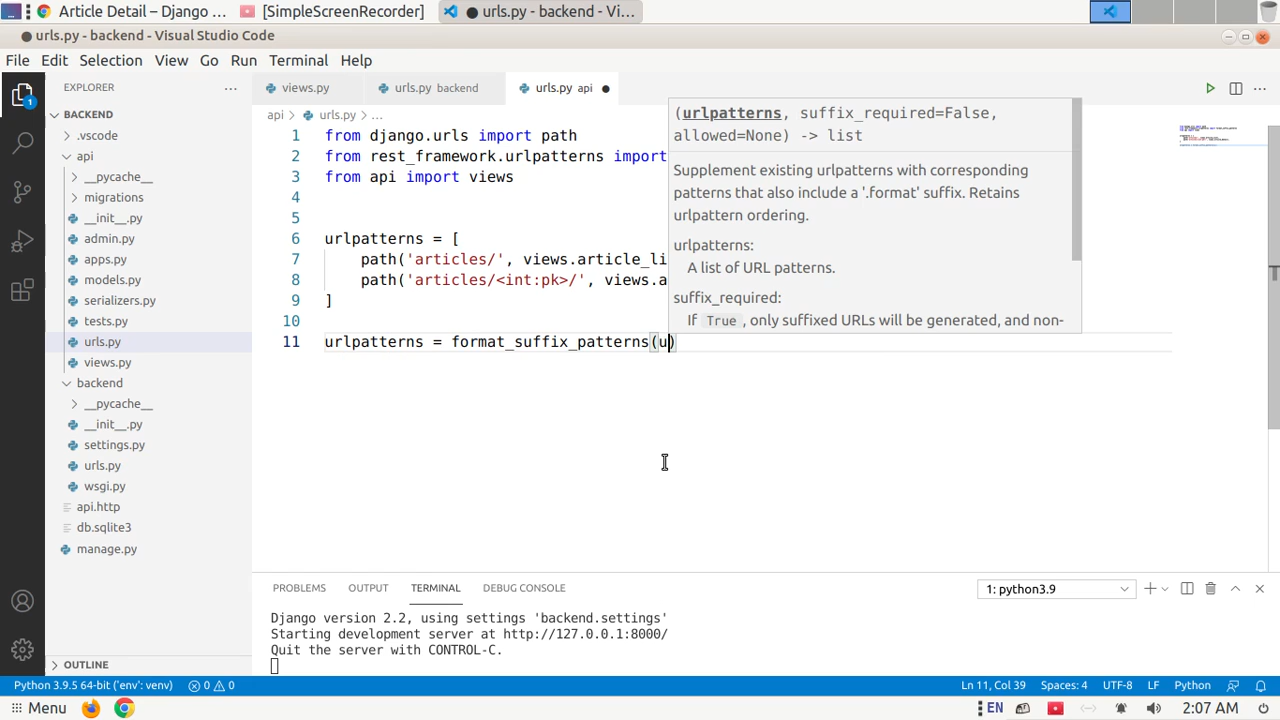 Article Detail – Django ...
[SimpleScreenRecorder]
● urls.py - backend - Vi...
● urls.py - backend - Visual Studio Code
File Edit Selection View Go Run Terminal Help
EXPLORER
BACKEND
.vscode
api
__pycache__
migrations
__init__.py
admin.py
apps.py
models.py
serializers.py
tests.py
urls.py
views.py
backend
__pycache__
__init__.py
settings.py
urls.py
wsgi.py
api.http
db.sqlite3
manage.py
OUTLINE
1
views.py urls.py backend urls.py api ●
api > urls.py > ...
1 from django.urls import path
2 from rest_framework.urlpatterns import
3 from api import views
4
5
6 urlpatterns = [
7 path('articles/', views.article_li
8 path('articles/<int:pk>/', views.a
9 ]
10
11 urlpatterns = format_suffix_patterns(u)
(urlpatterns, suffix_required=False,
allowed=None) -> list
Supplement existing urlpatterns with corresponding
patterns that also include a '.format' suffix. Retains
urlpattern ordering.
urlpatterns:
A list of URL patterns.
suffix_required:
If True, only suffixed URLs will be generated, and non-
PROBLEMS OUTPUT TERMINAL DEBUG CONSOLE
1: python3.9
Django version 2.2, using settings 'backend.settings'
Starting development server at http://127.0.0.1:8000/
Quit the server with CONTROL-C.
Python 3.9.5 64-bit ('env': venv) 0 0 Ln 11, Col 39 Spaces: 4 UTF-8 LF Python
Menu EN 2:07 AM